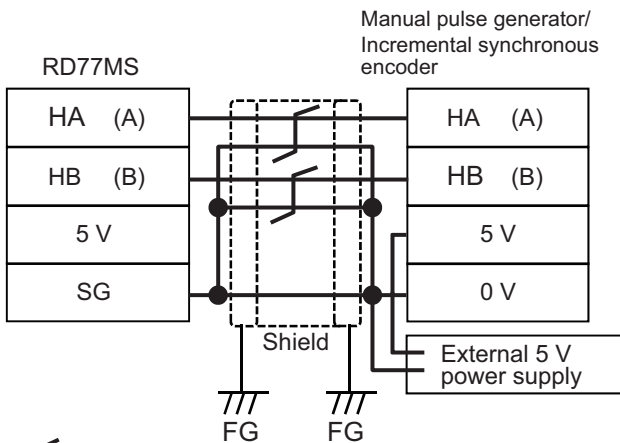 Manual pulse generator/
Incremental synchronous
encoder
RD77MS
HA (A)
HA (A)
HB (B)
HB (B)
5 V
5 V
SG
0 V
Shield
External 5 V
power supply
FG
FG